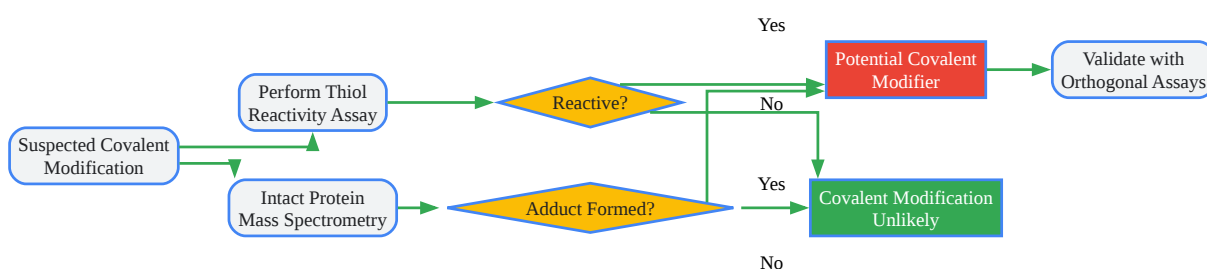 Suspected Covalent
Modification
Perform Thiol
Reactivity Assay
Intact Protein
Mass Spectrometry
Reactive?
Adduct Formed?
Yes
No
Yes
No
Potential Covalent
Modifier
Covalent Modification
Unlikely
Validate with
Orthogonal Assays